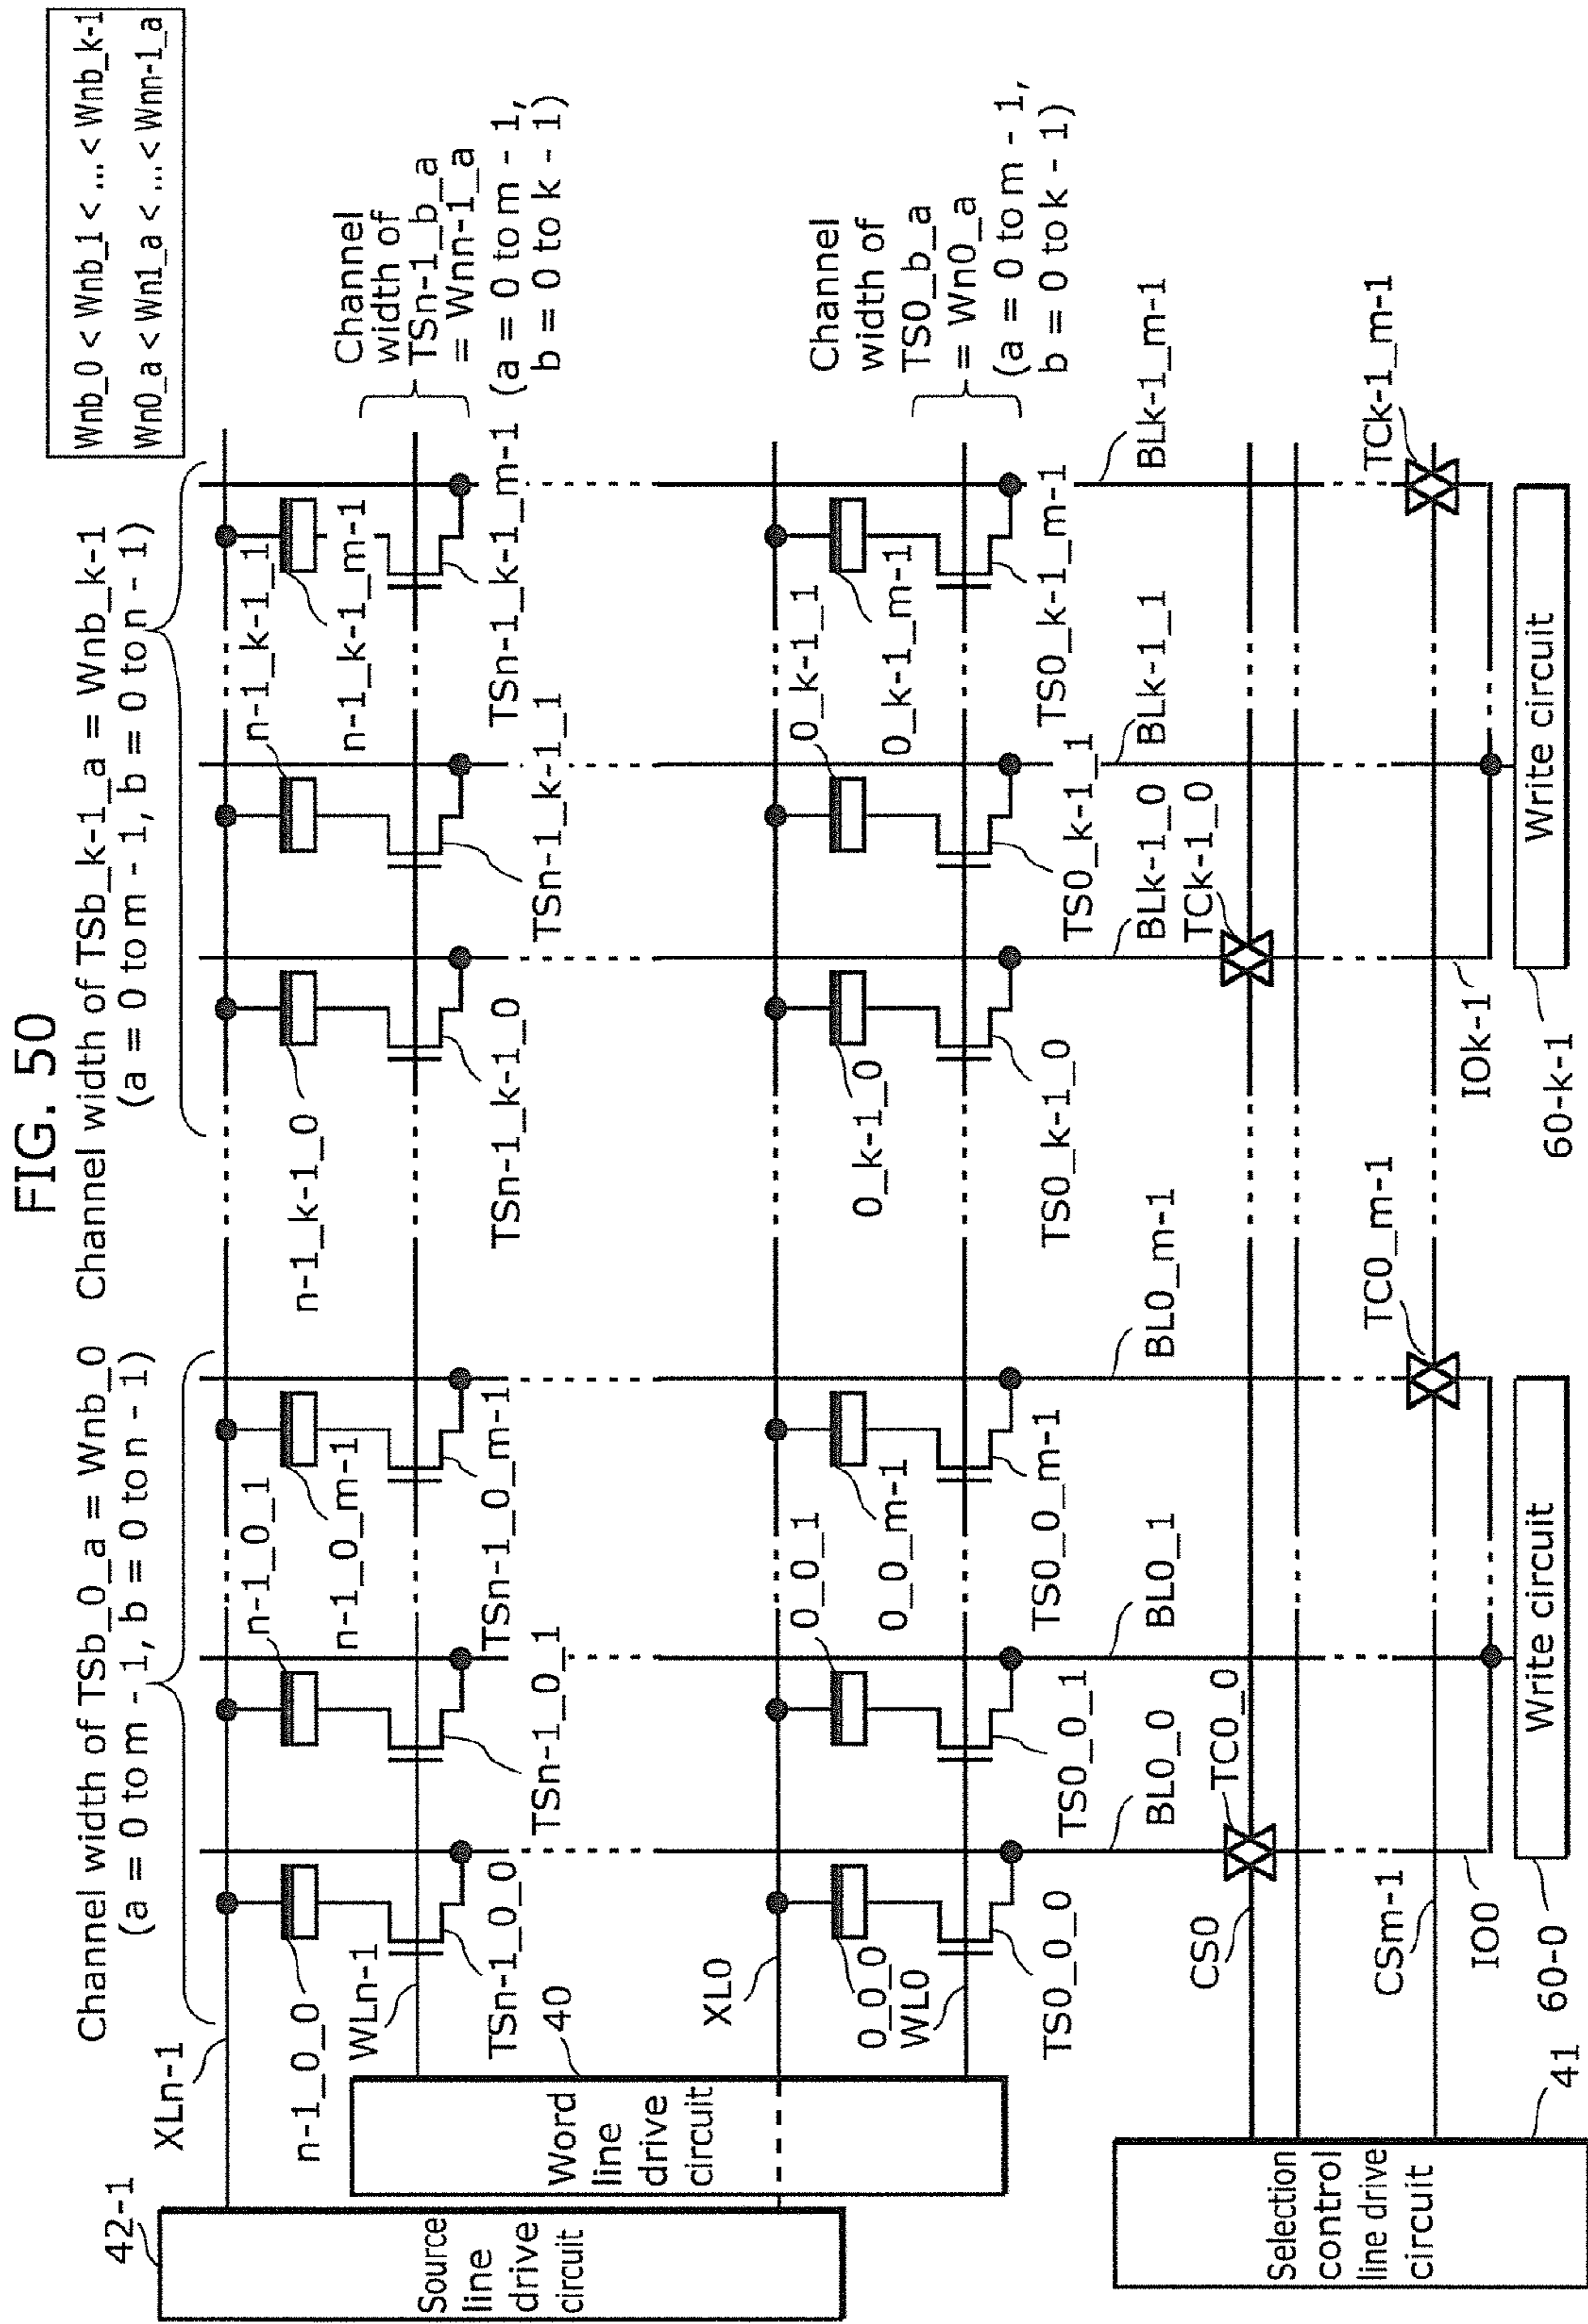 FIG. 50
Wnb_0 < Wnb_1 < ... < Wnb_k-1
Wn0_a < Wn1_a < ... < Wnn-1_a
Channel width of TSb_0_a = Wnb_0
(a = 0 to m - 1, b = 0 to n - 1)
Channel width of TSb_k-1_a = Wnb_k-1
(a = 0 to m - 1, b = 0 to n - 1)
42-1
XLn-1
n-1_0_0
n-1_0_1
n-1_0_m-1
n-1_k-1_0
n-1_k-1_1
n-1_k-1_m-1
Channel
width of
TSn-1_b_a
= Wnn-1_a
(a = 0 to m - 1,
b = 0 to k - 1)
WLn-1
TSn-1_0_0
TSn-1_0_1
TSn-1_0_m-1
TSn-1_k-1_0
TSn-1_k-1_1
TSn-1_k-1_m-1
Source
line
drive
circuit
40
Word
line
drive
circuit
XL0
0_0_0
0_0_1
0_0_m-1
0_k-1_0
0_k-1_1
0_k-1_m-1
Channel
width of
TS0_b_a
= Wn0_a
(a = 0 to m - 1,
b = 0 to k - 1)
WL0
TS0_0_0
TS0_0_1
TS0_0_m-1
TS0_k-1_0
TS0_k-1_1
TS0_k-1_m-1
BL0_0
BL0_1
BL0_m-1
BLk-1_0
BLk-1_1
BLk-1_m-1
CS0
TC0_0
TCk-1_0
Selection
control
line drive
circuit
41
CSm-1
TC0_m-1
TCk-1_m-1
IO0
IOk-1
60-0
Write circuit
60-k-1
Write circuit